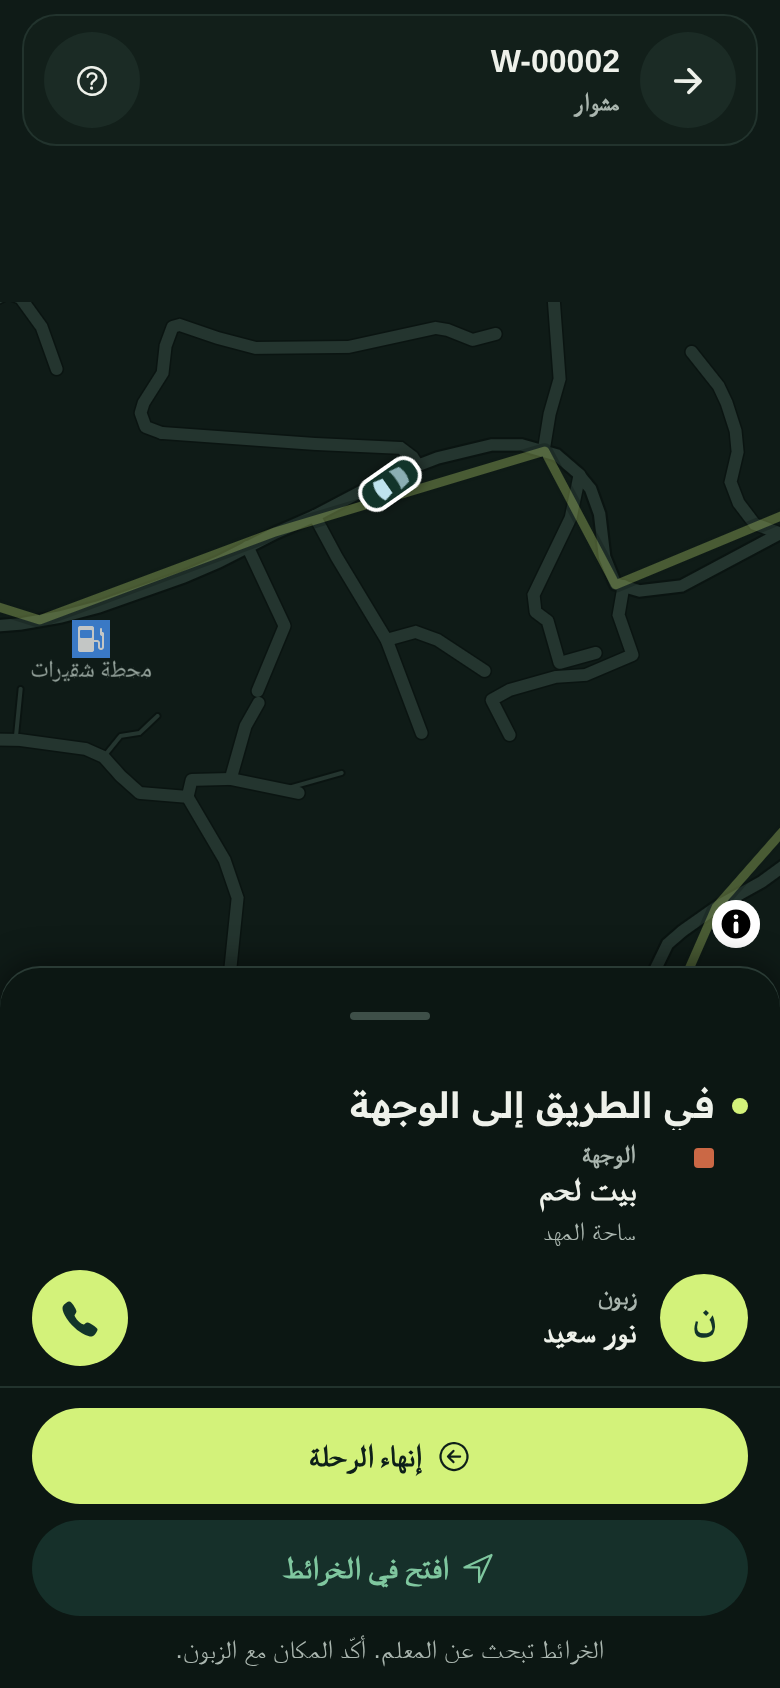 W-00002
مشوار
محطة شقيرات
في الطريق إلى الوجهة
الوجهة
بيت لحم
ساحة المهد
ن
زبون
نور سعيد
إنهاء الرحلة
افتح في الخرائط
الخرائط تبحث عن المعلم. أكّد المكان مع الزبون.